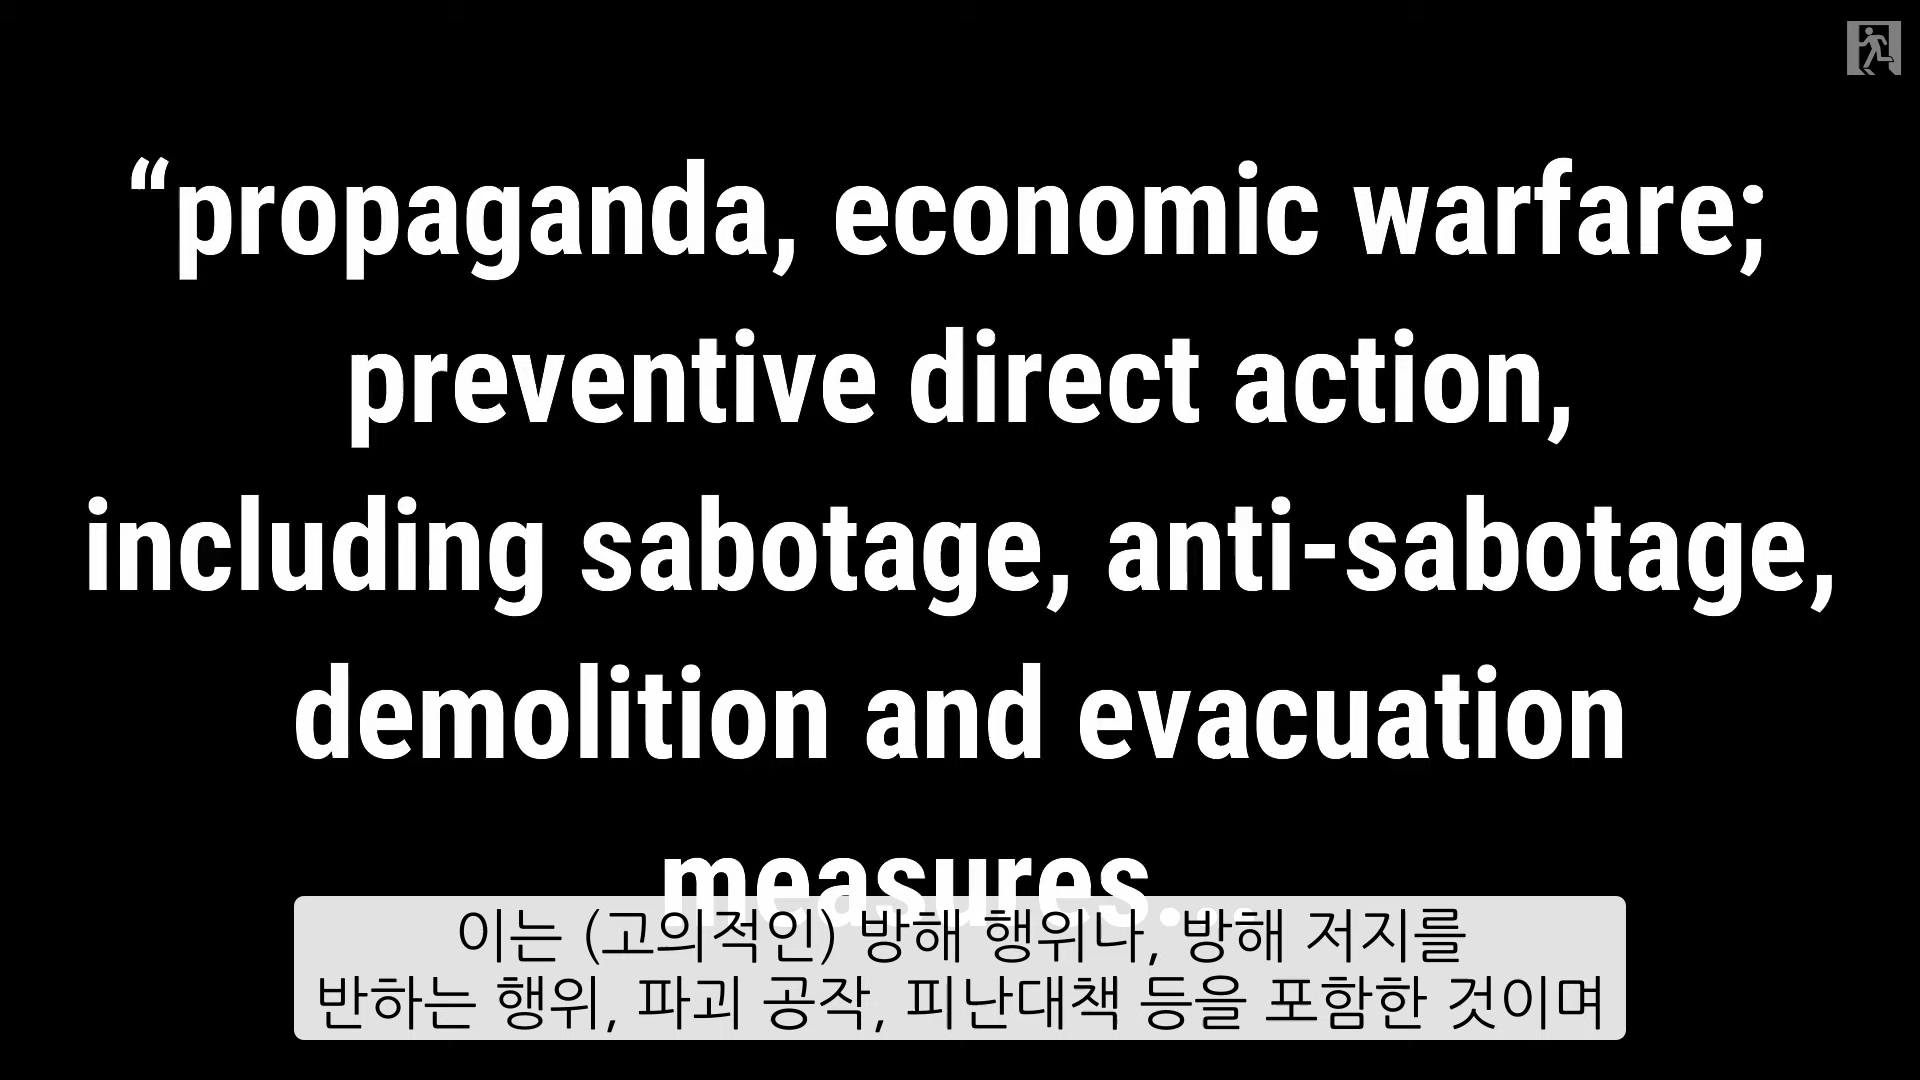 “propaganda, economic warfare;
preventive direct action,
including sabotage, anti-sabotage,
demolition and evacuation
measures...
이는 (고의적인) 방해 행위나, 방해 저지를
반하는 행위, 파괴 공작, 피난대책 등을 포함한 것이며